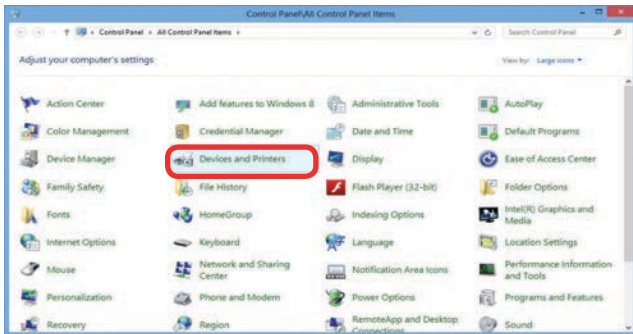 Control Panel\All Control Panel Items
Control Panel
All Control Panel Items
Search Control Panel
Adjust your computer's settings
View by: Large icons
Action Center
Add features to Windows 8
Administrative Tools
AutoPlay
Color Management
Credential Manager
Date and Time
Default Programs
Device Manager
Devices and Printers
Display
Ease of Access Center
Family Safety
File History
Flash Player (32-bit)
Folder Options
Fonts
HomeGroup
Indexing Options
Intel(R) Graphics and
Media
Internet Options
Keyboard
Language
Location Settings
Mouse
Network and Sharing
Center
Notification Area Icons
Performance Information
and Tools
Personalization
Phone and Modem
Power Options
Programs and Features
Recovery
Region
RemoteApp and Desktop
Connections
Sound